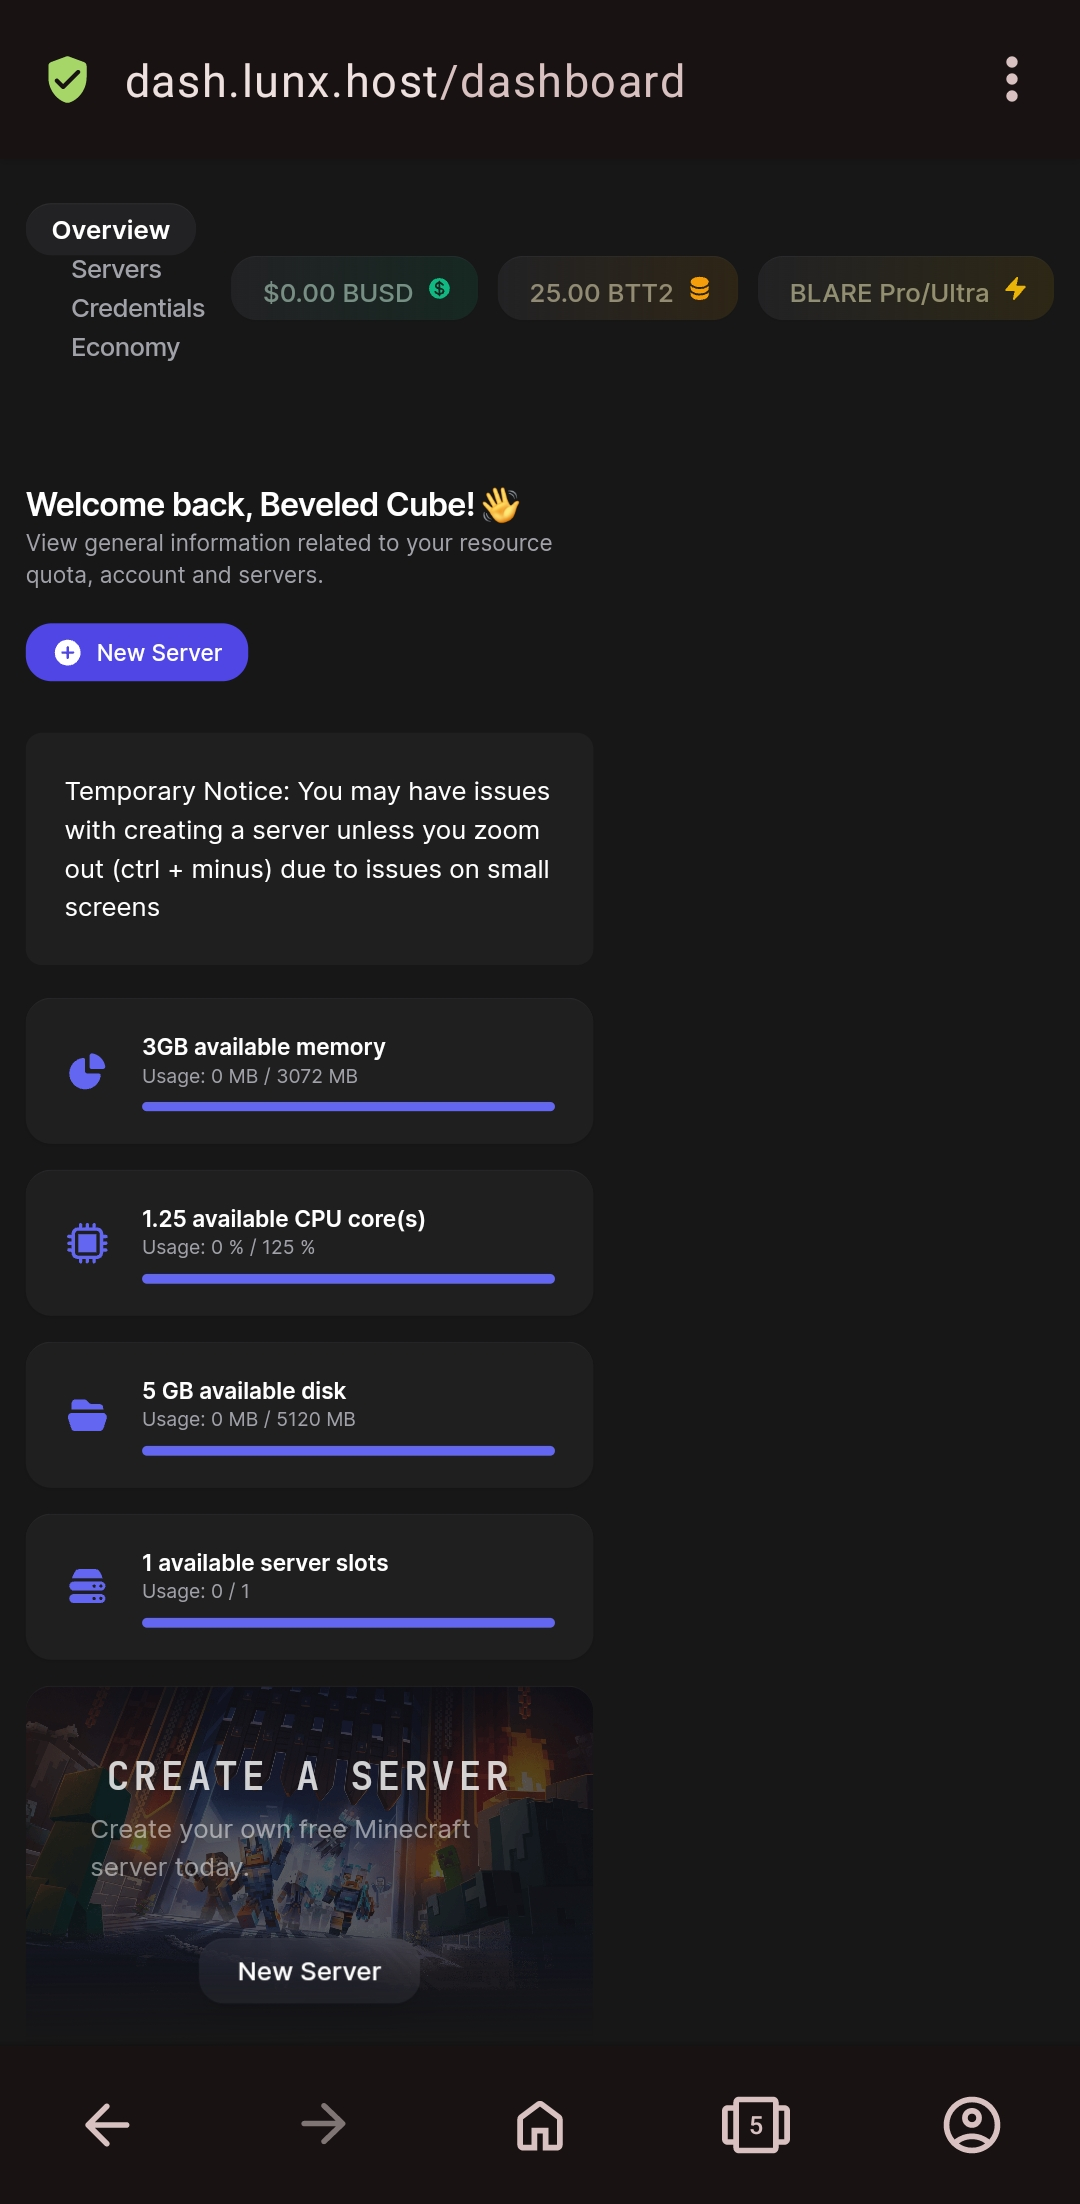 dash.lunx.host/dashboard
Overview
Servers
Credentials
Economy
$0.00 BUSD
25.00 BTT2
BLARE Pro/Ultra
Welcome back, Beveled Cube! 👋
View general information related to your resource
quota, account and servers.
New Server
Temporary Notice: You may have issues
with creating a server unless you zoom
out (ctrl + minus) due to issues on small
screens
3GB available memory
Usage: 0 MB / 3072 MB
1.25 available CPU core(s)
Usage: 0 % / 125 %
5 GB available disk
Usage: 0 MB / 5120 MB
1 available server slots
Usage: 0 / 1
CREATE A SERVER
Create your own free Minecraft
server today.
New Server
5